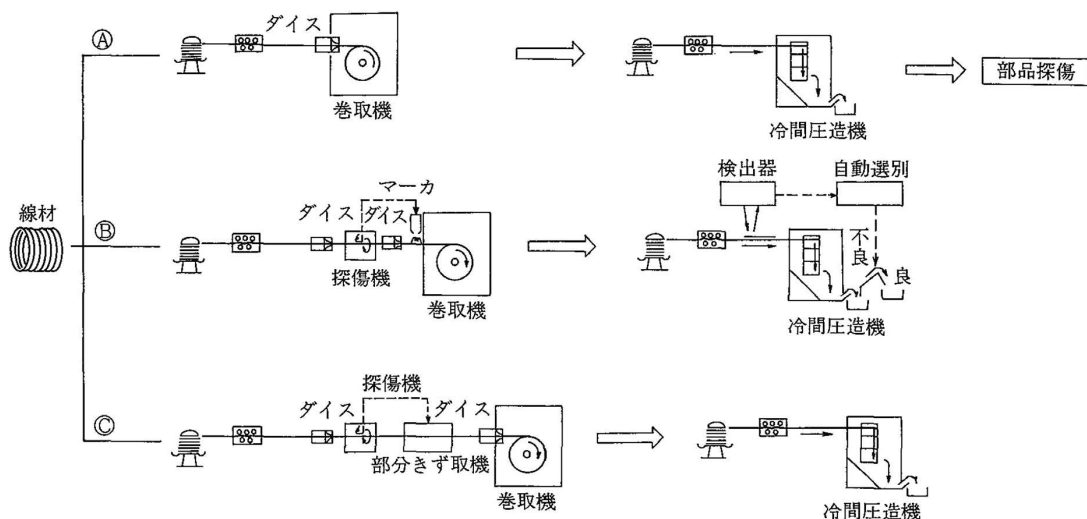 Ⓐ
ダイス
巻取機
冷間圧造機
部品探傷
線材
Ⓑ
ダイス
ダイス
マーカ
探傷機
巻取機
検出器
自動選別
不良
良
冷間圧造機
Ⓒ
ダイス
探傷機
ダイス
部分きず取機
巻取機
冷間圧造機